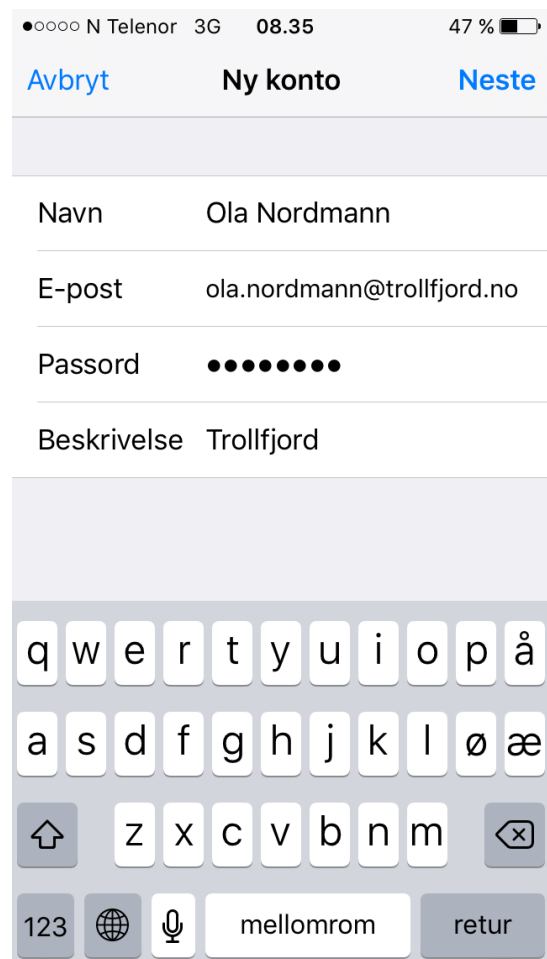 N Telenor 3G 08.35 47 %
Avbryt Ny konto Neste
Navn Ola Nordmann
E-post ola.nordmann@trollfjord.no
Passord ●●●●●●●●
Beskrivelse Trollfjord
q w e r t y u i o p å
a s d f g h j k l ø æ
z x c v b n m
123 mellomrom retur